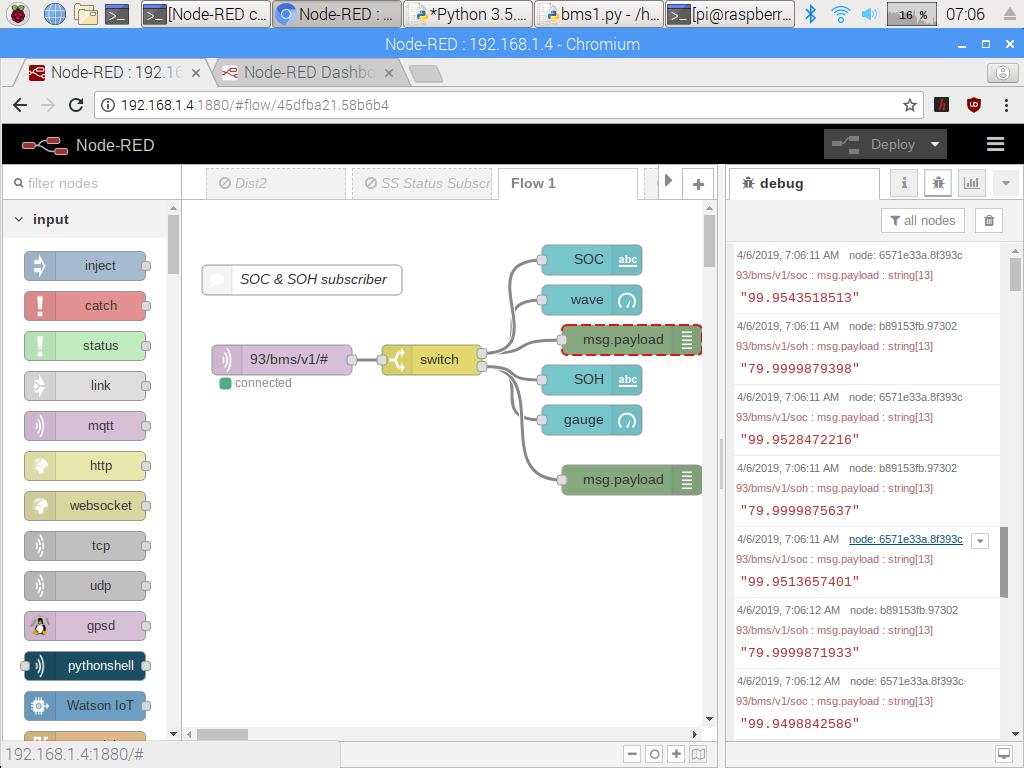 [Node-RED c... Node-RED : ... *Python 3.5.... bms1.py - /h... [pi@raspberr... 16 % 07:06
Node-RED : 192.168.1.4 - Chromium
Node-RED : 192.16 Node-RED Dashbo
192.168.1.4:1880/#flow/45dfba21.58b6b4
Node-RED Deploy
filter nodes
input
inject
catch
status
link
mqtt
http
websocket
tcp
udp
gpsd
pythonshell
Watson IoT
192.168.1.4:1880/#
Dist2 SS Status Subscr Flow 1
SOC & SOH subscriber
93/bms/v1/#
connected
switch
SOC abc
wave
msg.payload
SOH abc
gauge
msg.payload
debug
all nodes
4/6/2019, 7:06:11 AM node: 6571e33a.8f393c
93/bms/v1/soc : msg.payload : string[13]
"99.9543518513"
4/6/2019, 7:06:11 AM node: b89153fb.97302
93/bms/v1/soh : msg.payload : string[13]
"79.9999879398"
4/6/2019, 7:06:11 AM node: 6571e33a.8f393c
93/bms/v1/soc : msg.payload : string[13]
"99.9528472216"
4/6/2019, 7:06:11 AM node: b89153fb.97302
93/bms/v1/soh : msg.payload : string[13]
"79.9999875637"
4/6/2019, 7:06:11 AM node: 6571e33a.8f393c
93/bms/v1/soc : msg.payload : string[13]
"99.9513657401"
4/6/2019, 7:06:12 AM node: b89153fb.97302
93/bms/v1/soh : msg.payload : string[13]
"79.9999871933"
4/6/2019, 7:06:12 AM node: 6571e33a.8f393c
93/bms/v1/soc : msg.payload : string[13]
"99.9498842586"